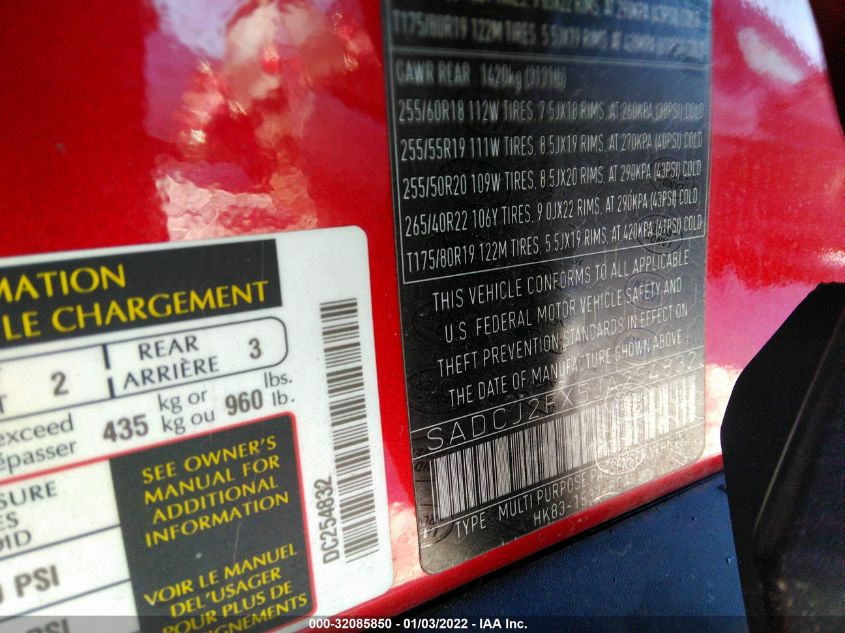 MATION
LE CHARGEMENT
2
REAR
ARRIÈRE
3
exceed
435 kg or
kg ou
960 lbs.
lb.
SURE
PSI
SEE OWNER'S
MANUAL FOR
ADDITIONAL
INFORMATION
VOIR LE MANUEL
DEL'USAGER
POUR PLUS DE
DC254832
T175/80R19 122M TIRES, 5.5JX19 RIMS, AT 420KPA (61PSI) COLD
GAWR REAR 1420kg (3131lb)
255/60R18 112W TIRES, 7.5JX18 RIMS, AT 260KPA (38PSI) COLD
255/55R19 111W TIRES, 8.5JX19 RIMS, AT 270KPA (40PSI) COLD
255/50R20 109W TIRES, 8.5JX20 RIMS, AT 290KPA (43PSI) COLD
265/40R22 106Y TIRES, 9.0JX22 RIMS, AT 290KPA (43PSI) COLD
T175/80R19 122M TIRES, 5.5JX19 RIMS, AT 420KPA (61PSI) COLD
THIS VEHICLE CONFORMS TO ALL APPLICABLE
U.S. FEDERAL MOTOR VEHICLE SAFETY AND
THEFT PREVENTION STANDARDS IN EFFECT ON
THE DATE OF MANUFACTURE SHOWN ABOVE
TYPE: MULTI PURPOSE
000-32085850 - 01/03/2022 - IAA Inc.